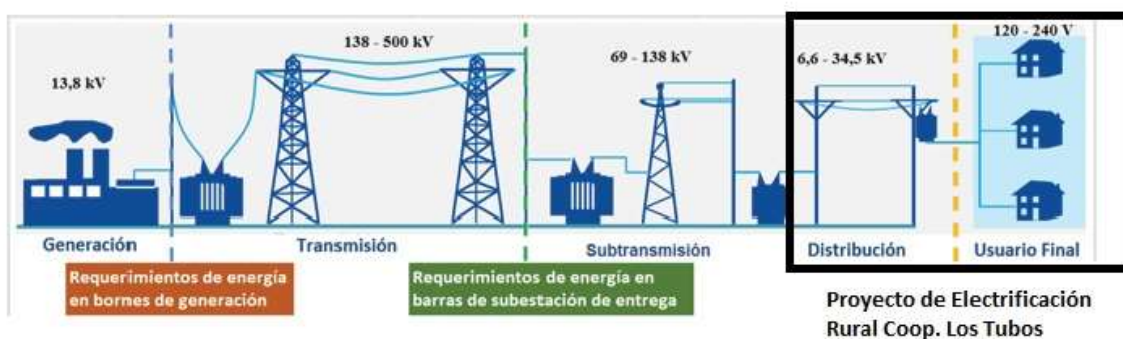 13,8 kV
138 - 500 kV
69 - 138 kV
6,6 - 34,5 kV
120 - 240 V
Generación
Transmisión
Subtransmisión
Distribución
Usuario Final
Requerimientos de energía
en bornes de generación
Requerimientos de energía en
barras de subestación de entrega
Proyecto de Electrificación
Rural Coop. Los Tubos